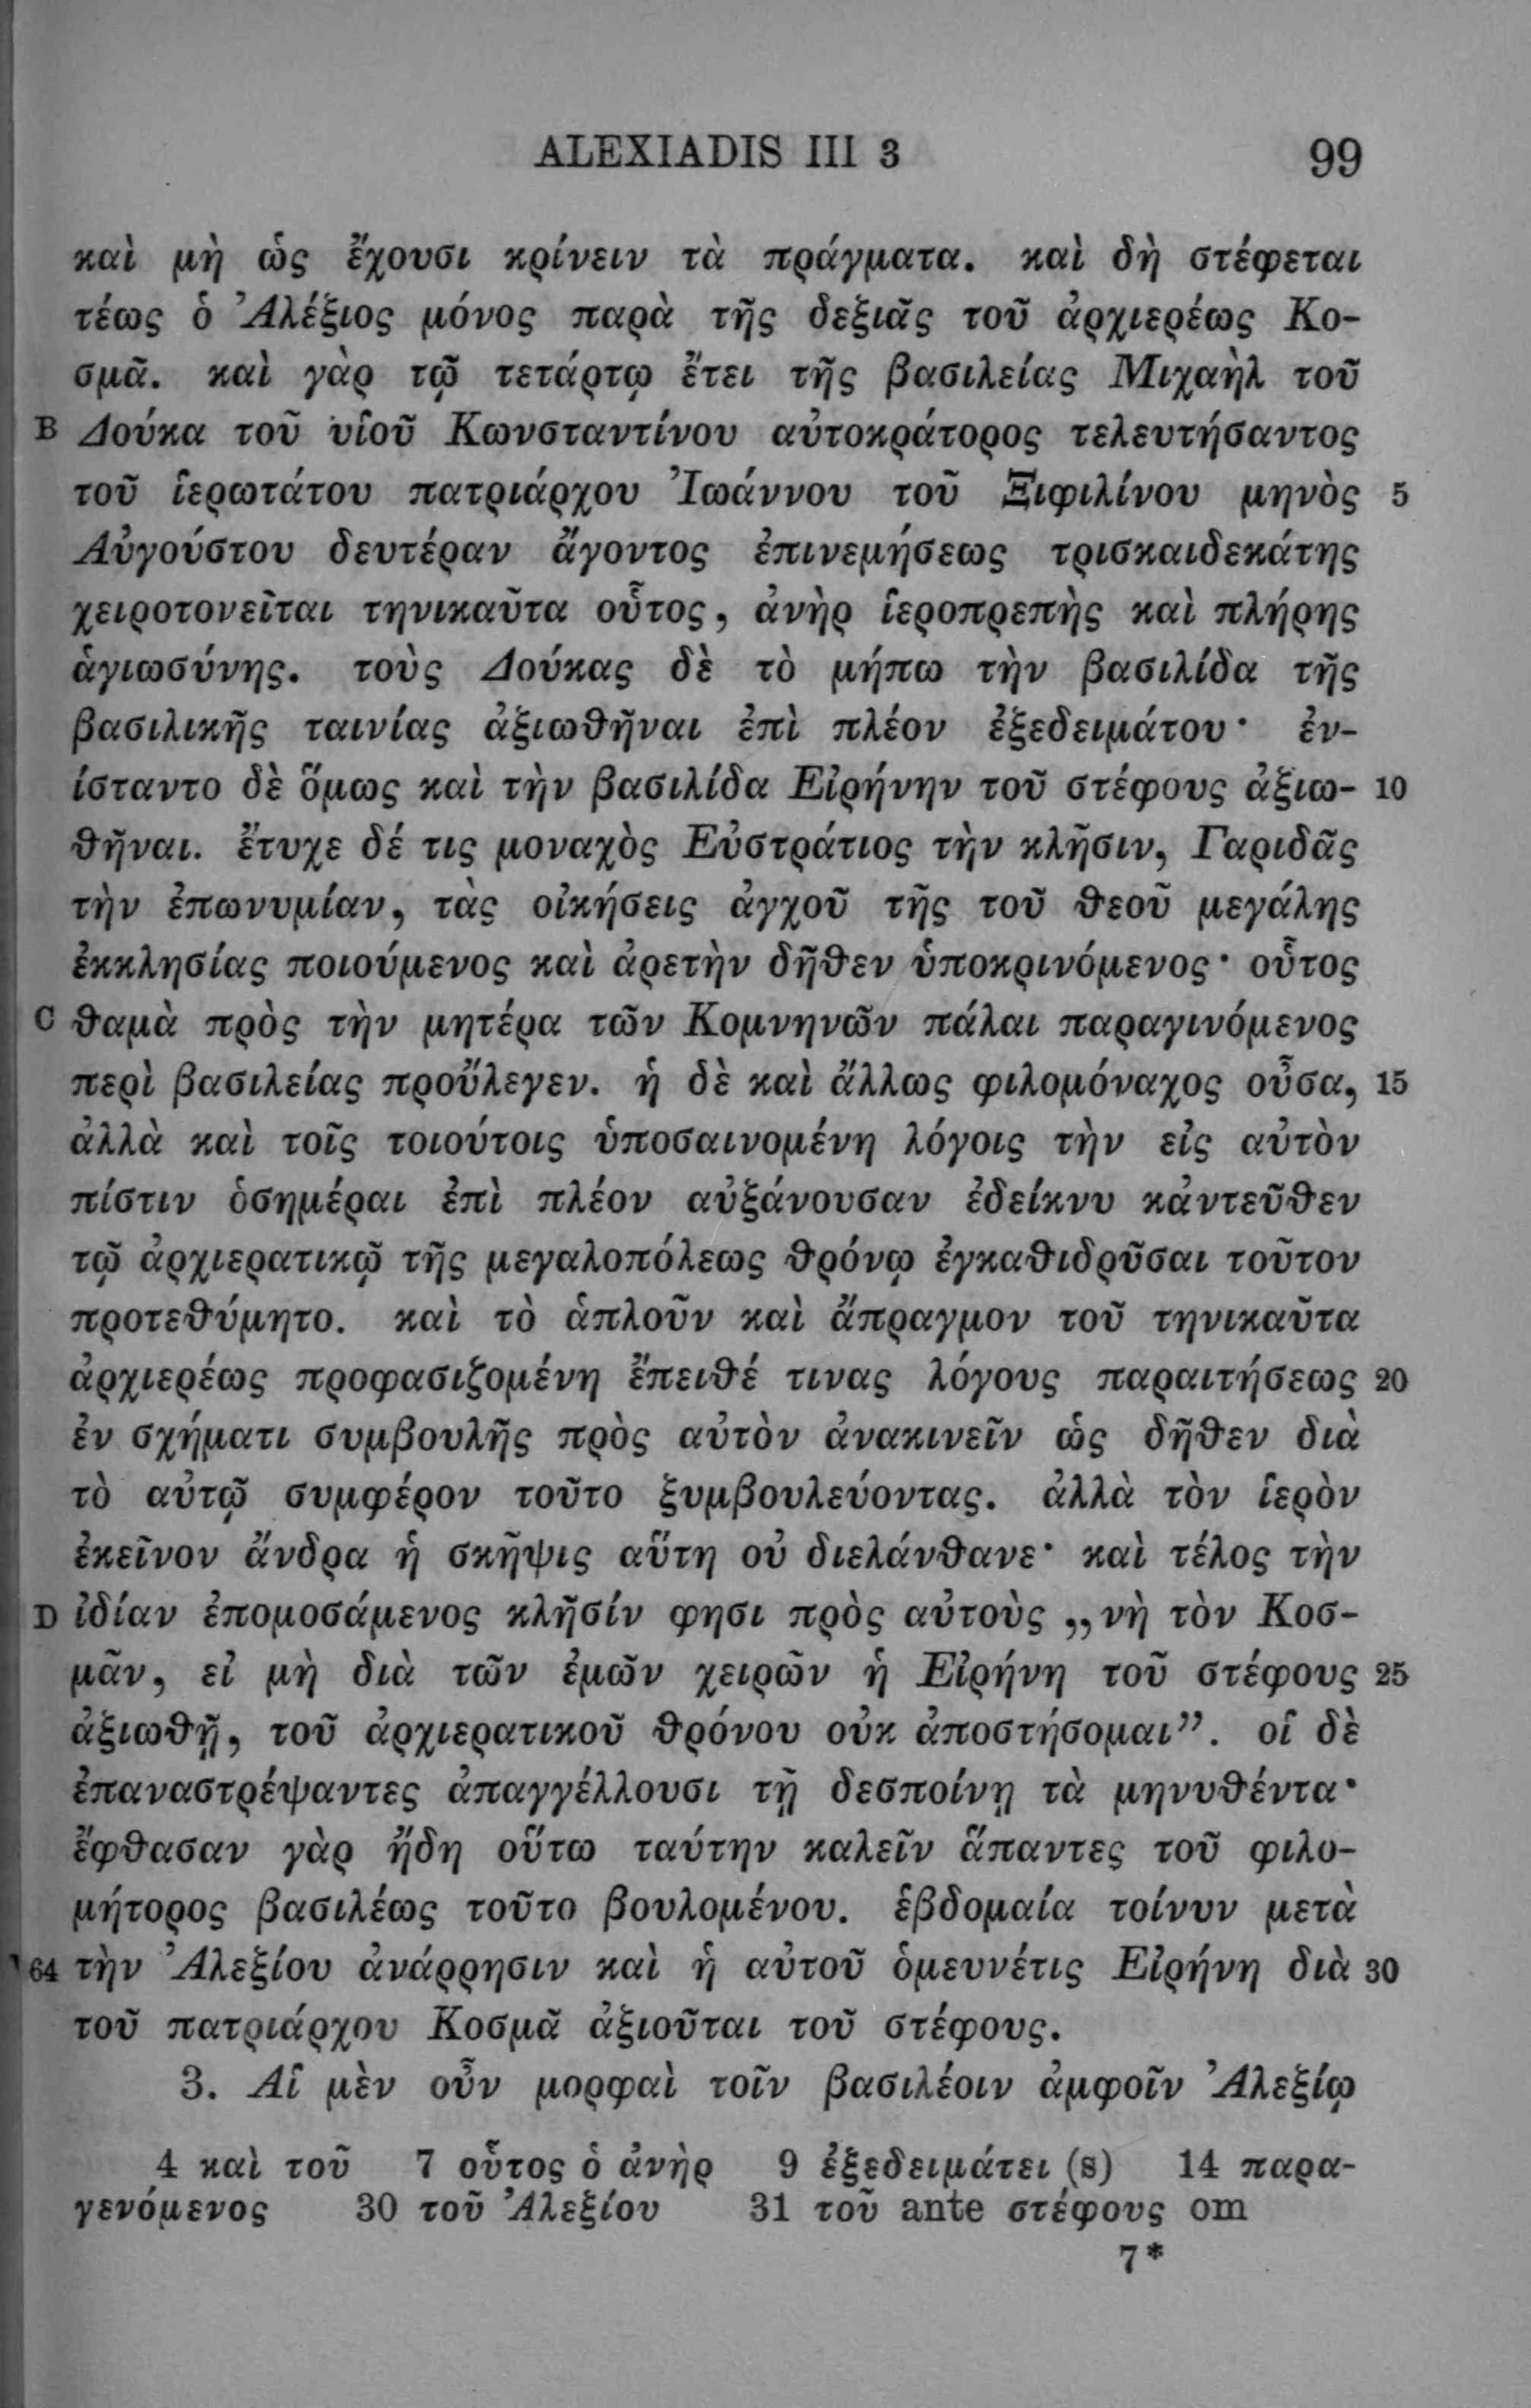 ALEXIADIS III 3 99
καὶ μὴ ὡς ἔχουσι κρίνειν τὰ πράγματα. καὶ δὴ στέφεται
τέως ὁ Ἀλέξιος μόνος παρὰ τῆς δεξιᾶς τοῦ ἀρχιερέως Κο-
σμᾶ. καὶ γὰρ τῷ τετάρτῳ ἔτει τῆς βασιλείας Μιχαὴλ τοῦ
B Δούκα τοῦ υἱοῦ Κωνσταντίνου αὐτοκράτορος τελευτήσαντος
τοῦ ἱερωτάτου πατριάρχου Ἰωάννου τοῦ Ξιφιλίνου μηνὸς 5
Αὐγούστου δευτέραν ἄγοντος ἐπινεμήσεως τρισκαιδεκάτης
χειροτονεῖται τηνικαῦτα οὗτος, ἀνὴρ ἱεροπρεπὴς καὶ πλήρης
ἁγιωσύνης. τοὺς Δούκας δὲ τὸ μήπω τὴν βασιλίδα τῆς
βασιλικῆς ταινίας ἀξιωθῆναι ἐπὶ πλέον ἐξεδειμάτου· ἐν-
ίσταντο δὲ ὅμως καὶ τὴν βασιλίδα Εἰρήνην τοῦ στέφους ἀξιω- 10
θῆναι. ἔτυχε δέ τις μοναχὸς Εὐστράτιος τὴν κλῆσιν, Γαριδᾶς
τὴν ἐπωνυμίαν, τὰς οἰκήσεις ἀγχοῦ τῆς τοῦ θεοῦ μεγάλης
ἐκκλησίας ποιούμενος καὶ ἀρετὴν δῆθεν ὑποκρινόμενος· οὗτος
C θαμὰ πρὸς τὴν μητέρα τῶν Κομνηνῶν πάλαι παραγινόμενος
περὶ βασιλείας προὔλεγεν. ἡ δὲ καὶ ἄλλως φιλομόναχος οὖσα, 15
ἀλλὰ καὶ τοῖς τοιούτοις ὑποσαινομένη λόγοις τὴν εἰς αὐτὸν
πίστιν ὁσημέραι ἐπὶ πλέον αὐξάνουσαν ἐδείκνυ κἀντεῦθεν
τῷ ἀρχιερατικῷ τῆς μεγαλοπόλεως θρόνῳ ἐγκαθιδρῦσαι τοῦτον
προτεθύμητο. καὶ τὸ ἁπλοῦν καὶ ἄπραγμον τοῦ τηνικαῦτα
ἀρχιερέως προφασιζομένη ἔπειθέ τινας λόγους παραιτήσεως 20
ἐν σχήματι συμβουλῆς πρὸς αὐτὸν ἀνακινεῖν ὡς δῆθεν διὰ
τὸ αὐτῷ συμφέρον τοῦτο ξυμβουλεύοντας. ἀλλὰ τὸν ἱερὸν
ἐκεῖνον ἄνδρα ἡ σκῆψις αὕτη οὐ διελάνθανε· καὶ τέλος τὴν
D ἰδίαν ἐπομοσάμενος κλῆσίν φησι πρὸς αὐτοὺς „νὴ τὸν Κοσ-
μᾶν, εἰ μὴ διὰ τῶν ἐμῶν χειρῶν ἡ Εἰρήνη τοῦ στέφους 25
ἀξιωθῇ, τοῦ ἀρχιερατικοῦ θρόνου οὐκ ἀποστήσομαι”. οἱ δὲ
ἐπαναστρέψαντες ἀπαγγέλλουσι τῇ δεσποίνῃ τὰ μηνυθέντα·
ἔφθασαν γὰρ ἤδη οὕτω ταύτην καλεῖν ἅπαντες τοῦ φιλο-
μήτορος βασιλέως τοῦτο βουλομένου. ἑβδομαία τοίνυν μετὰ
64 τὴν Ἀλεξίου ἀνάρρησιν καὶ ἡ αὐτοῦ ὁμευνέτις Εἰρήνη διὰ 30
τοῦ πατριάρχου Κοσμᾶ ἀξιοῦται τοῦ στέφους.
3. Αἱ μὲν οὖν μορφαὶ τοῖν βασιλέοιν ἀμφοῖν Ἀλεξίῳ
4 καὶ τοῦ 7 οὗτος ὁ ἀνὴρ 9 ἐξεδειμάτει (s) 14 παρα-
γενόμενος 30 τοῦ Ἀλεξίου 31 τοῦ ante στέφους om
7*